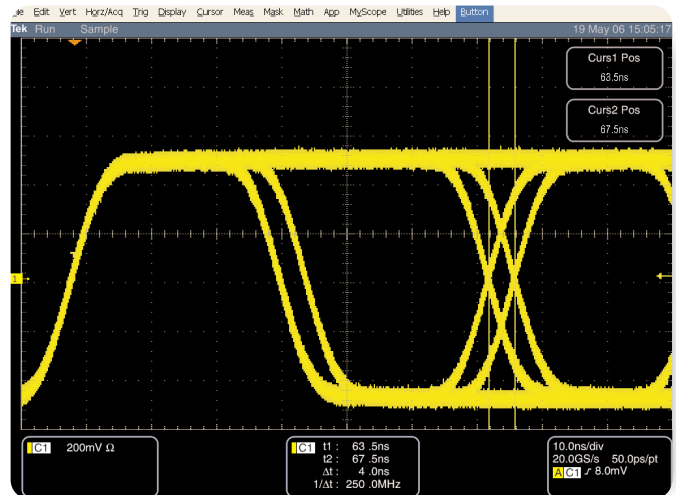 Edit Vert Horz/Acq Trig Display Cursor Meas Mask Math App MyScope Utilities Help Button
Tek Run Sample 19 May 06 15:05:17
Curs1 Pos
63.5ns
Curs2 Pos
67.5ns
1
C1 200mV Ω
C1 t1 : 63 .5ns
t2 : 67 .5ns
Δt : 4 .0ns
1/Δt : 250 .0MHz
10.0ns/div
20.0GS/s 50.0ps/pt
A C1 8.0mV